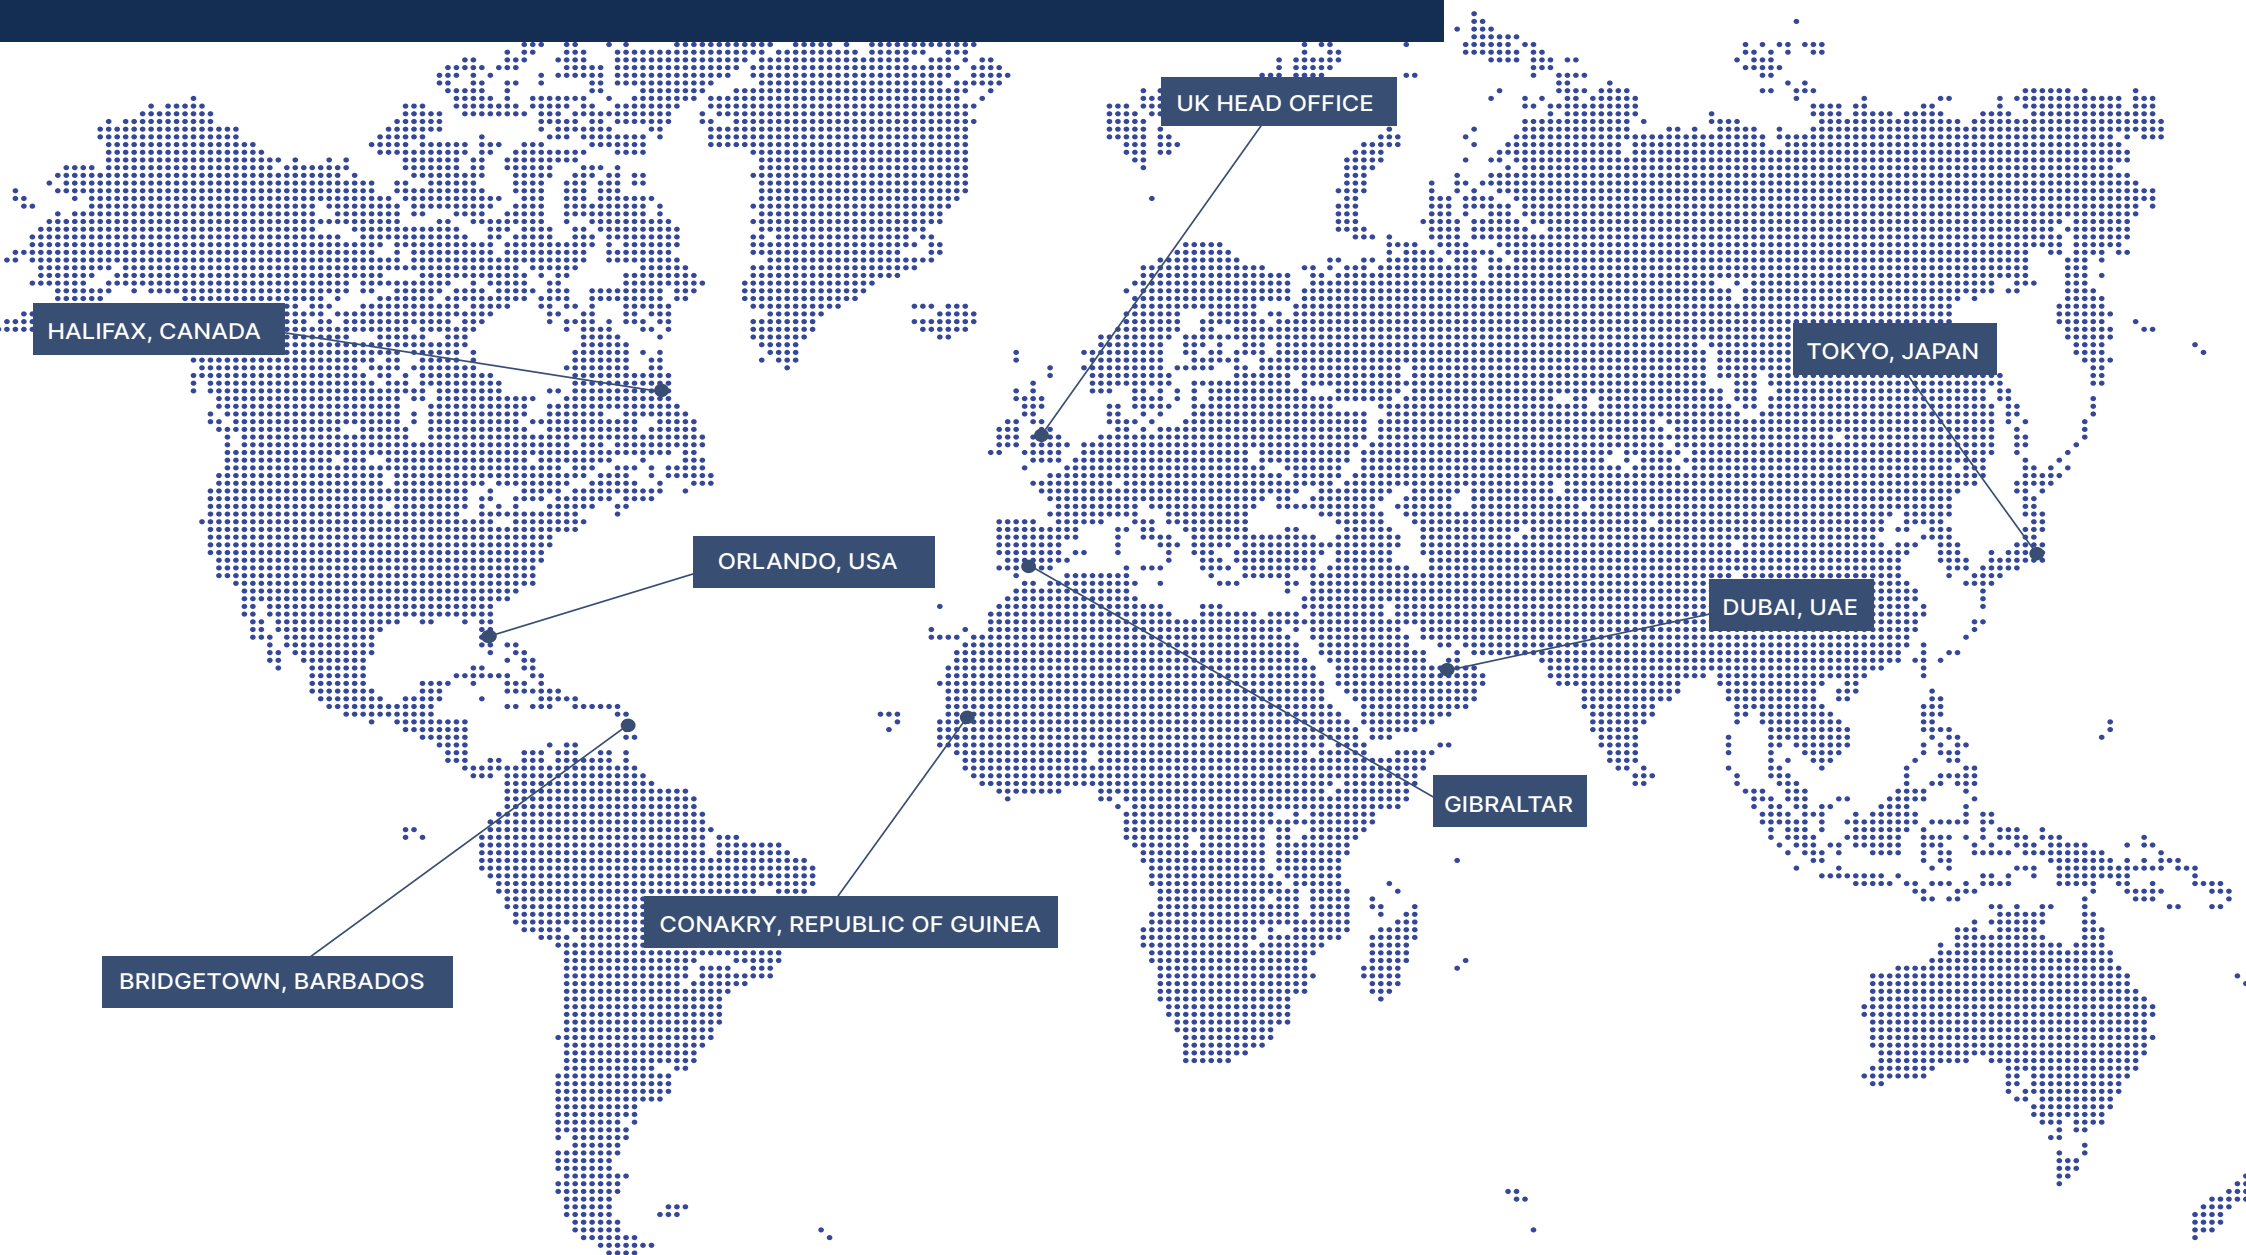 UK HEAD OFFICE
HALIFAX, CANADA
TOKYO, JAPAN
ORLANDO, USA
DUBAI, UAE
GIBRALTAR
CONAKRY, REPUBLIC OF GUINEA
BRIDGETOWN, BARBADOS